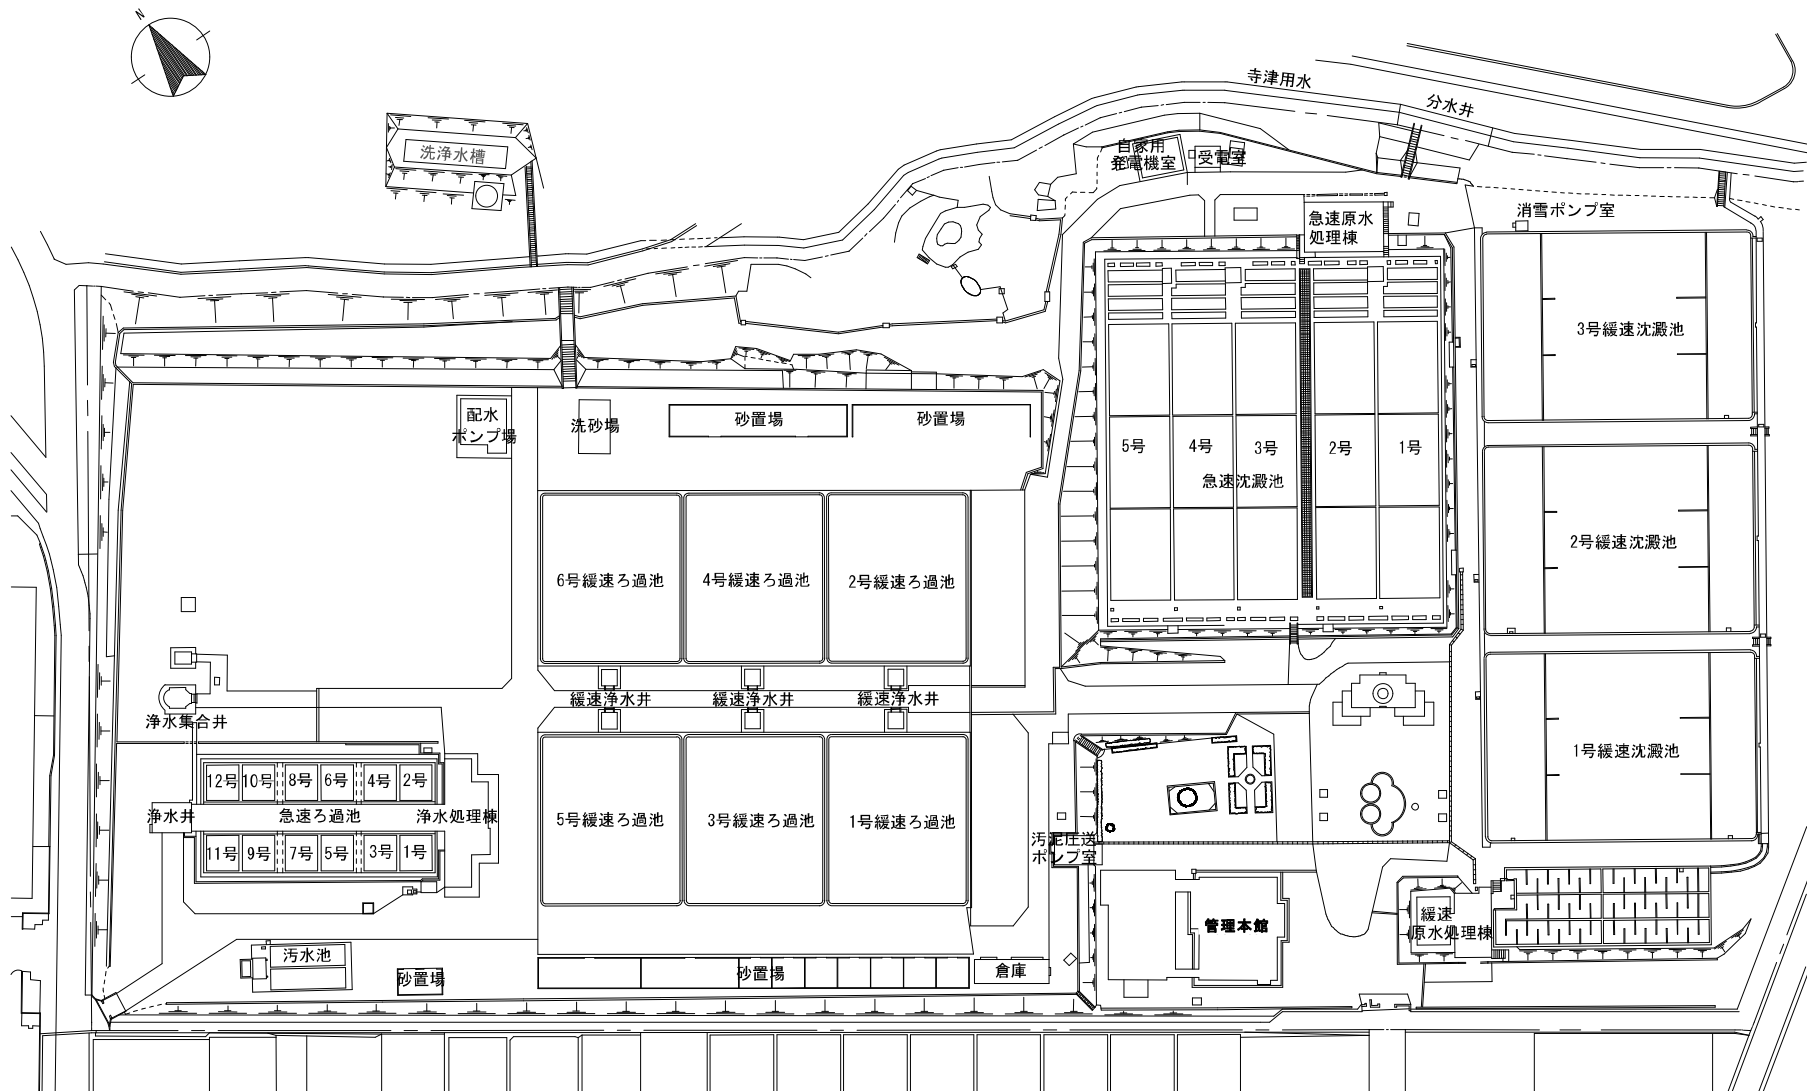 N
寺津用水
分水井
洗浄水槽
自家用
発電機室
受電室
消雪ポンプ室
急速原水
処理棟
3号緩速沈澱池
配水
ポンプ場
洗砂場
砂置場
砂置場
5号
4号
3号
2号
1号
急速沈澱池
2号緩速沈澱池
6号緩速ろ過池
4号緩速ろ過池
2号緩速ろ過池
緩速浄水井
緩速浄水井
緩速浄水井
浄水集合井
1号緩速沈澱池
12号
10号
8号
6号
4号
2号
浄水井
急速ろ過池
浄水処理棟
5号緩速ろ過池
3号緩速ろ過池
1号緩速ろ過池
11号
9号
7号
5号
3号
1号
汚泥圧送
ポンプ室
管理本館
緩速
原水処理棟
汚水池
砂置場
砂置場
倉庫